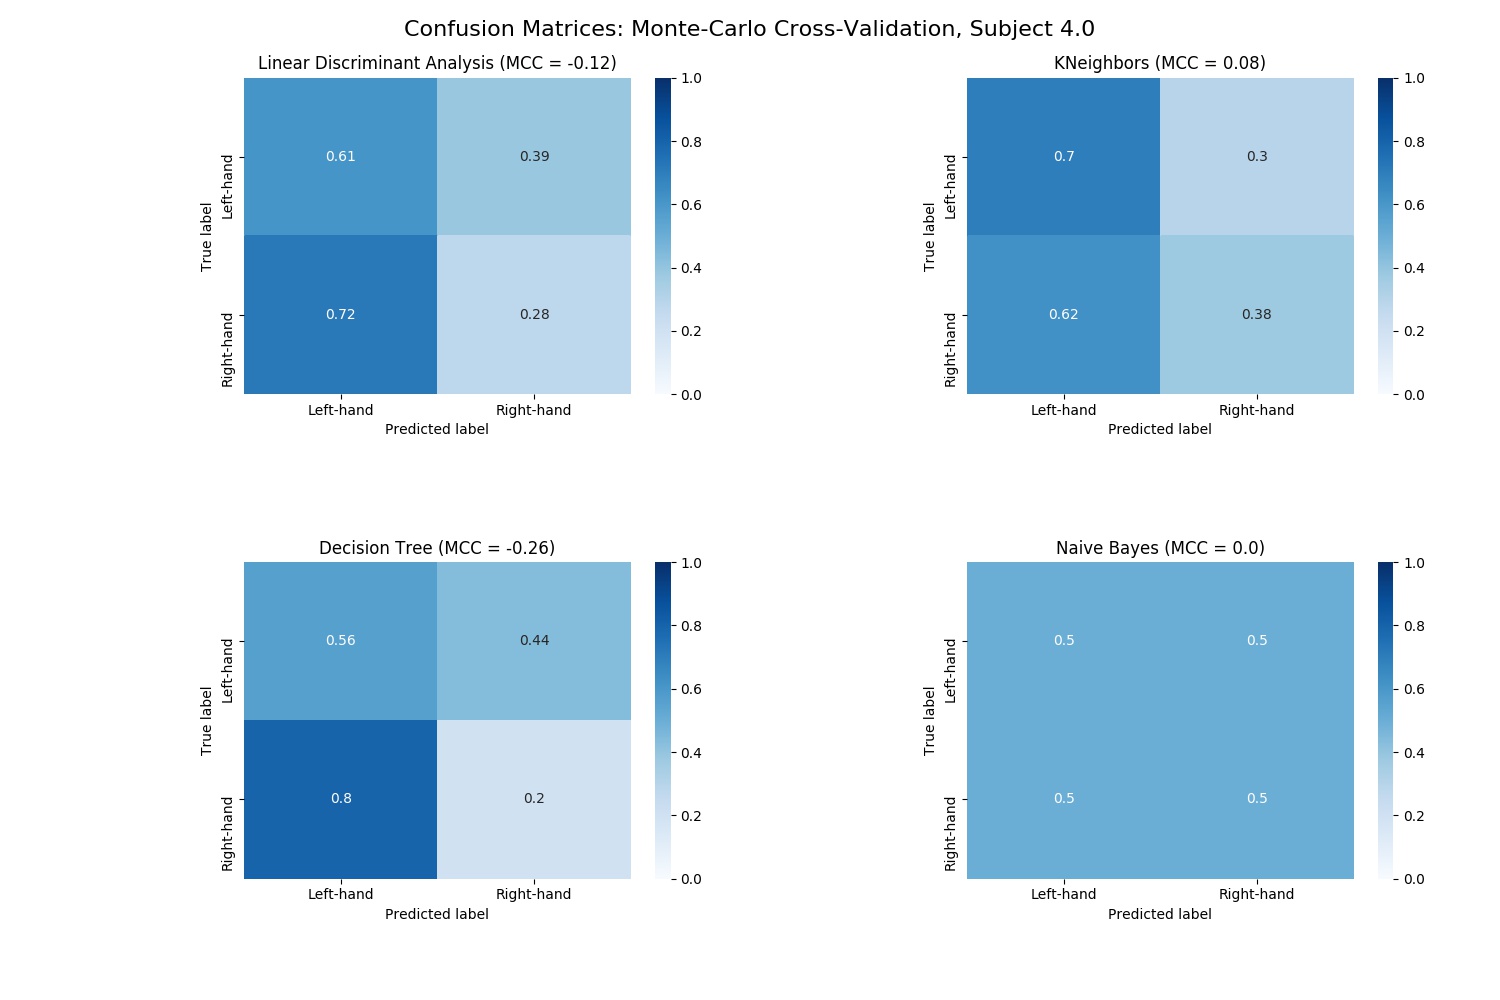 Confusion Matrices: Monte-Carlo Cross-Validation, Subject 4.0
Linear Discriminant Analysis (MCC = -0.12)
True label
Left-hand
Right-hand
0.61
0.39
0.72
0.28
Left-hand
Right-hand
Predicted label
1.0
0.8
0.6
0.4
0.2
0.0
KNeighbors (MCC = 0.08)
True label
Left-hand
Right-hand
0.7
0.3
0.62
0.38
Left-hand
Right-hand
Predicted label
1.0
0.8
0.6
0.4
0.2
0.0
Decision Tree (MCC = -0.26)
True label
Left-hand
Right-hand
0.56
0.44
0.8
0.2
Left-hand
Right-hand
Predicted label
1.0
0.8
0.6
0.4
0.2
0.0
Naive Bayes (MCC = 0.0)
True label
Left-hand
Right-hand
0.5
0.5
0.5
0.5
Left-hand
Right-hand
Predicted label
1.0
0.8
0.6
0.4
0.2
0.0